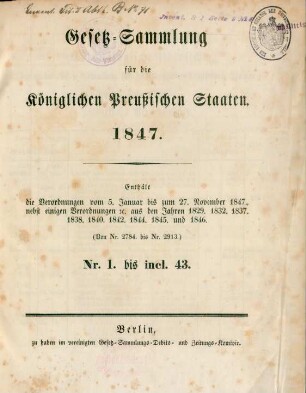 Gesetz-Sammlung
für die
Königlichen Preußischen Staaten.
1847.
Enthält
die Verordnungen vom 5. Januar bis zum 27. November 1847.,
nebst einigen Verordnungen ꝛc. aus den Jahren 1829. 1832. 1837.
1838. 1840. 1842. 1844. 1845. und 1846.
(Von Nr. 2784. bis Nr. 2913.)
Nr. 1. bis incl. 43.
Berlin,
zu haben im vereinigten Gesetz-Sammlungs-Debits- und Zeitungs-Komtoir.